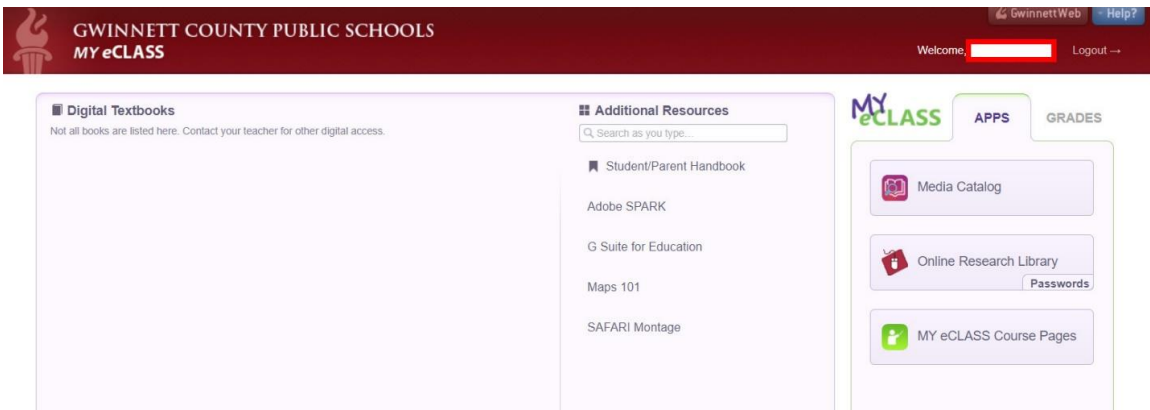 GWINNETT COUNTY PUBLIC SCHOOLS
MY eCLASS
GwinnettWeb
Help?
Welcome,
Logout →
Digital Textbooks
Not all books are listed here. Contact your teacher for other digital access.
Additional Resources
Search as you type...
Student/Parent Handbook
Adobe SPARK
G Suite for Education
Maps 101
SAFARI Montage
MY eCLASS
APPS
GRADES
Media Catalog
Online Research Library
Passwords
MY eCLASS Course Pages